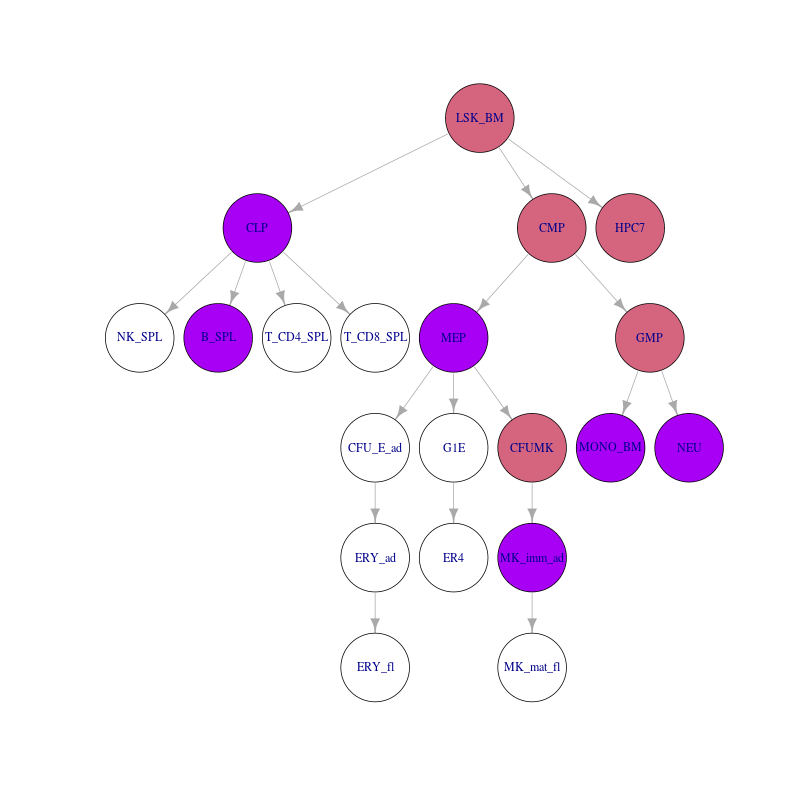 LSK_BM
CLP
CMP
HPC7
NK_SPL
B_SPL
T_CD4_SPL
T_CD8_SPL
MEP
GMP
CFU_E_ad
G1E
CFUMK
MONO_BM
NEU
ERY_ad
ER4
MK_imm_ad
ERY_fl
MK_mat_fl